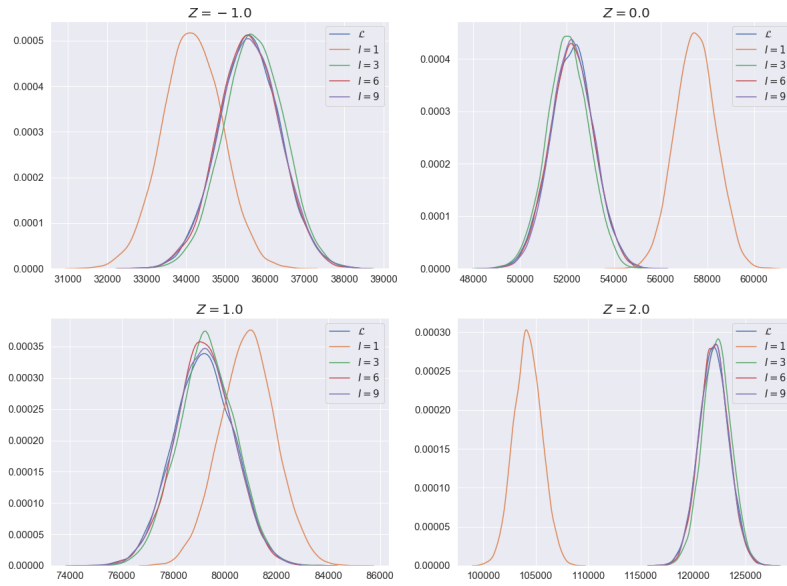 Z = −1.0
0.0005
0.0004
0.0003
0.0002
0.0001
0.0000
31000 32000 33000 34000 35000 36000 37000 38000 39000
ℒ
I = 1
I = 3
I = 6
I = 9
Z = 0.0
0.0004
0.0003
0.0002
0.0001
0.0000
48000 50000 52000 54000 56000 58000 60000
ℒ
I = 1
I = 3
I = 6
I = 9
Z = 1.0
0.00035
0.00030
0.00025
0.00020
0.00015
0.00010
0.00005
0.00000
74000 76000 78000 80000 82000 84000 86000
ℒ
I = 1
I = 3
I = 6
I = 9
Z = 2.0
0.00030
0.00025
0.00020
0.00015
0.00010
0.00005
0.00000
100000 105000 110000 115000 120000 125000
ℒ
I = 1
I = 3
I = 6
I = 9